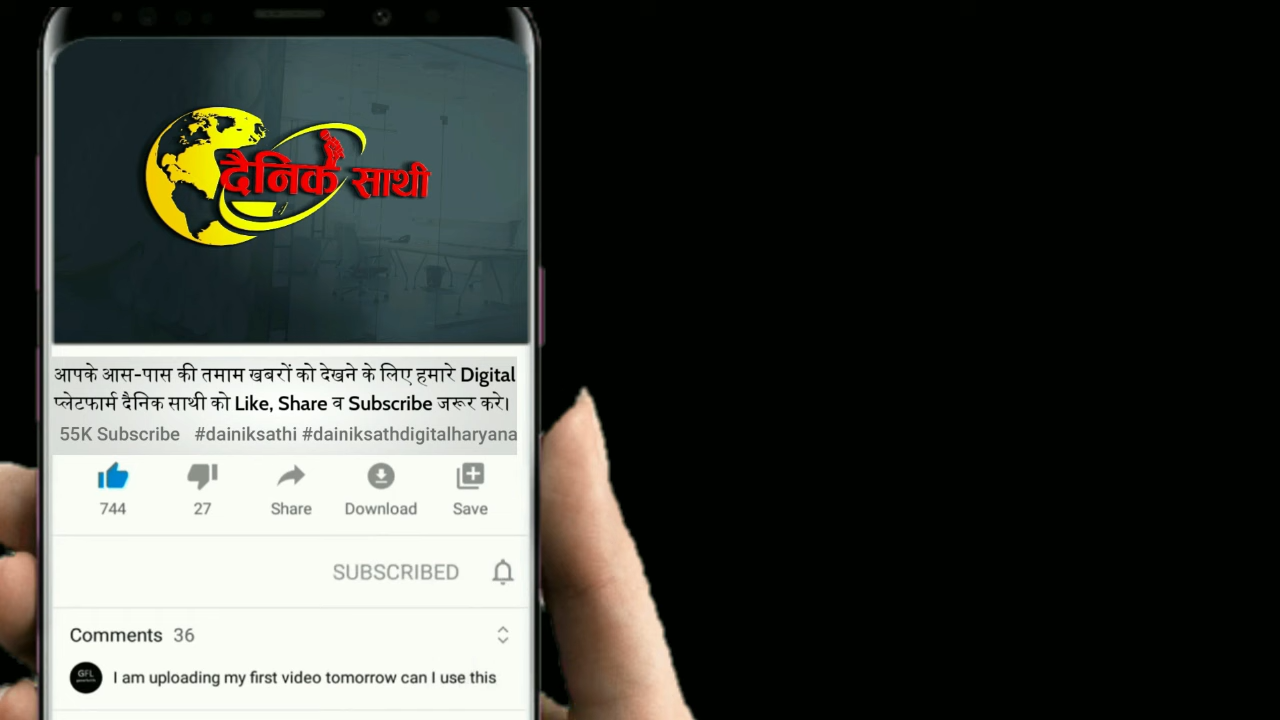 दैनिक साथी
आपके आस-पास की तमाम खबरों को देखने के लिए हमारे Digital
प्लेटफार्म दैनिक साथी को Like, Share व Subscribe जरूर करे।
55K Subscribe #dainiksathi #dainiksathdigitalharyana
744 27 Share Download Save
SUBSCRIBED
Comments 36
GFL
I am uploading my first video tomorrow can I use this